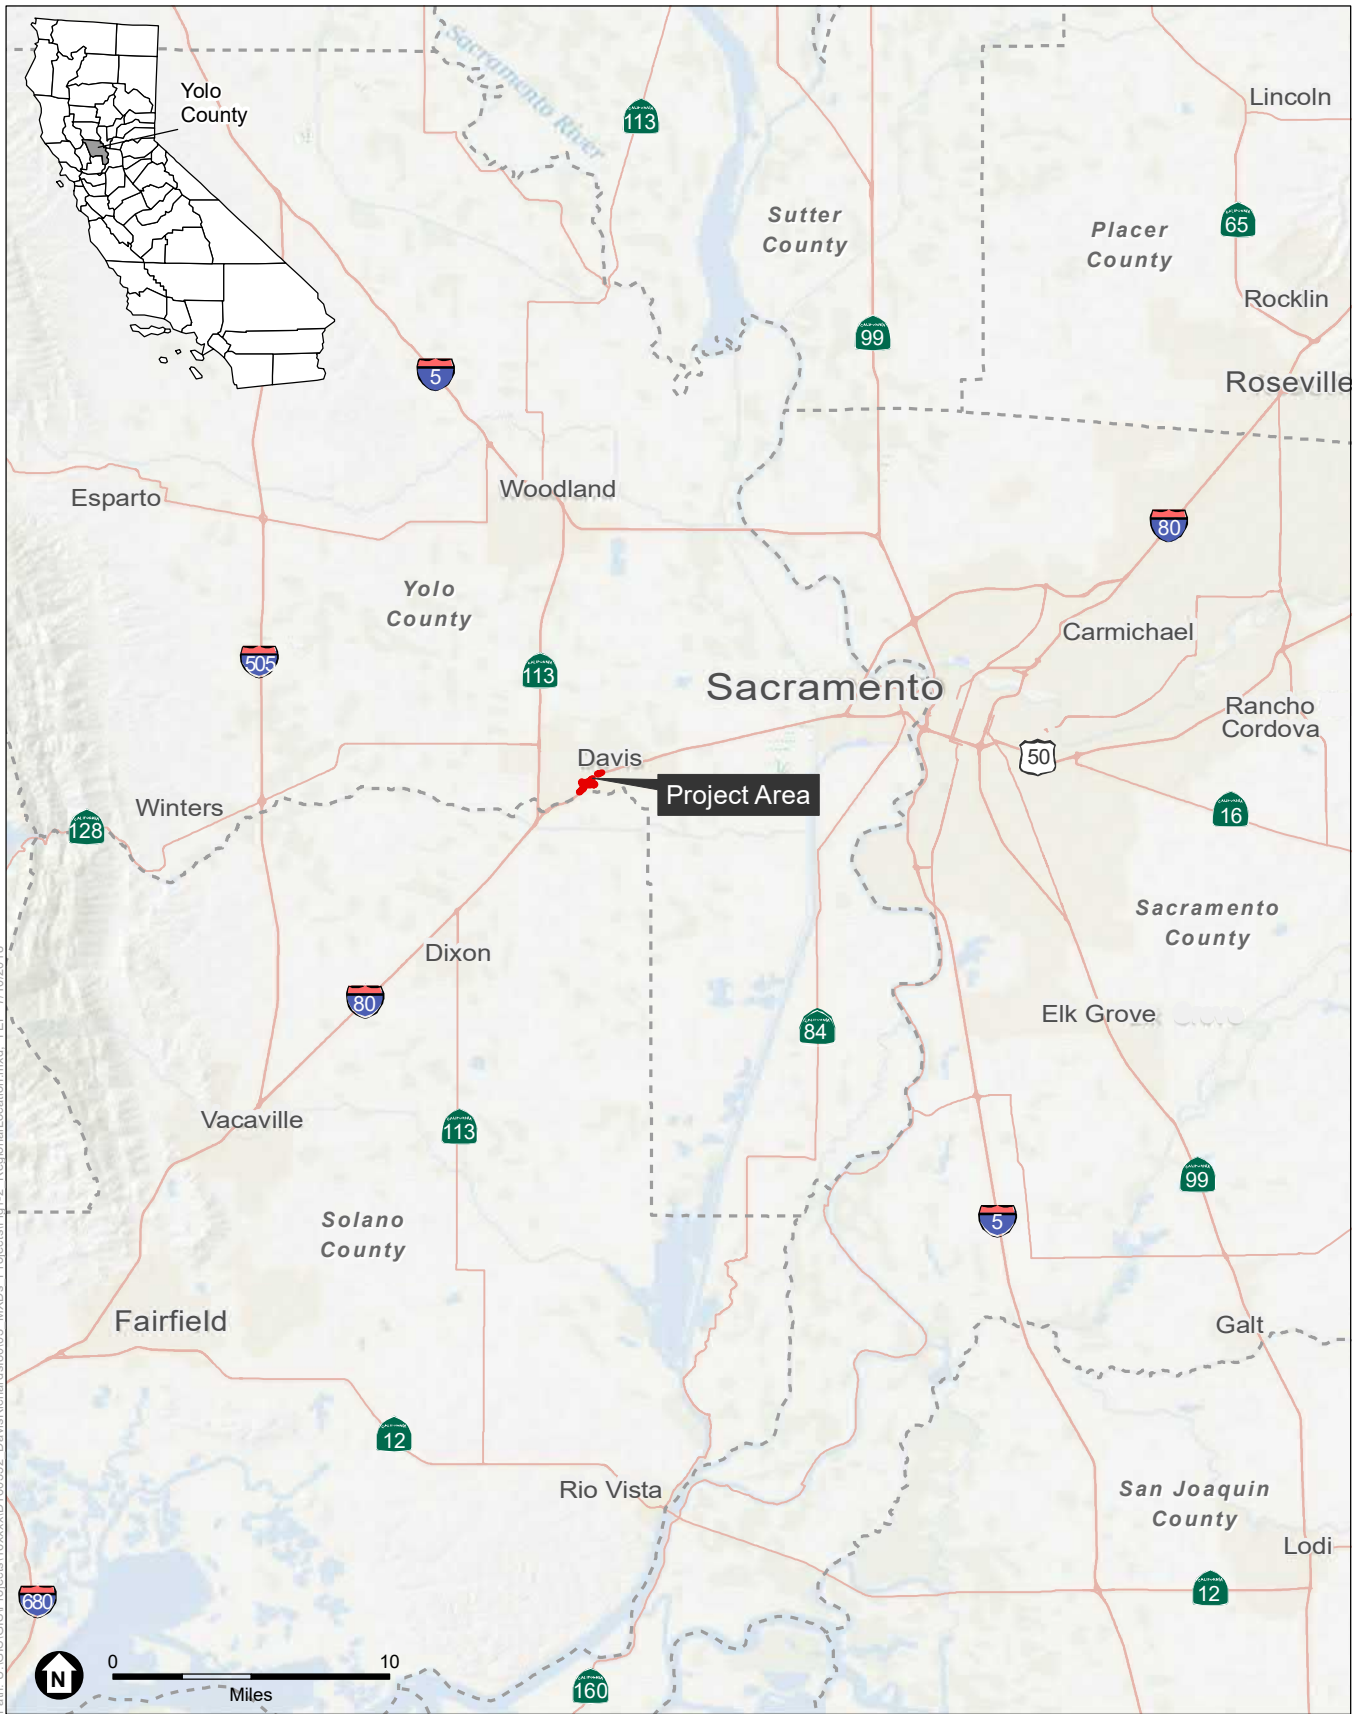 Yolo
County
Sacramento River
113
Lincoln
Sutter
County
65
Placer
County
Rocklin
99
5
Roseville
Esparto
Woodland
80
Yolo
County
Carmichael
505
113
Sacramento
Rancho
Cordova
Davis
50
Project Area
Winters
128
16
Sacramento
County
Dixon
80
Elk Grove
84
Vacaville
113
99
Solano
County
5
Fairfield
Galt
12
Rio Vista
San Joaquin
County
Lodi
680
12
N
0
10
Miles
160